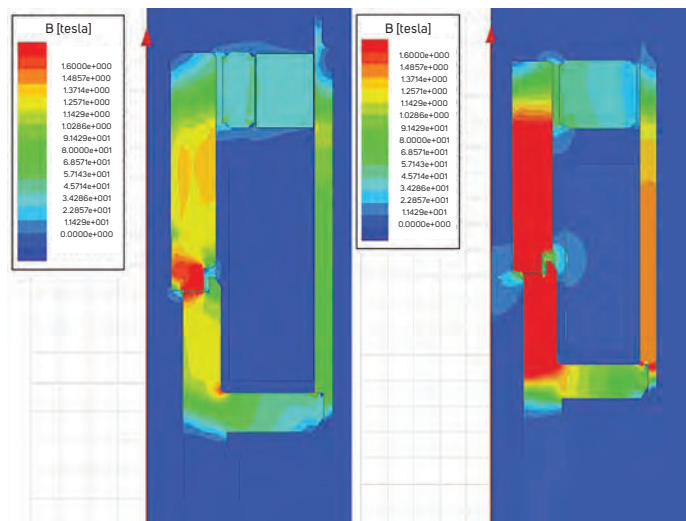 B [tesla]
1.6000e+000
1.4857e+000
1.3714e+000
1.2571e+000
1.1429e+000
1.0286e+000
9.1429e+001
8.0000e+001
6.8571e+001
5.7143e+001
4.5714e+001
3.4286e+001
2.2857e+001
1.1429e+001
0.0000e+000
B [tesla]
1.6000e+000
1.4857e+000
1.3714e+000
1.2571e+000
1.1429e+000
1.0286e+000
9.1429e+001
8.0000e+001
6.8571e+001
5.7143e+001
4.5714e+001
3.4286e+001
2.2857e+001
1.1429e+001
0.0000e+000